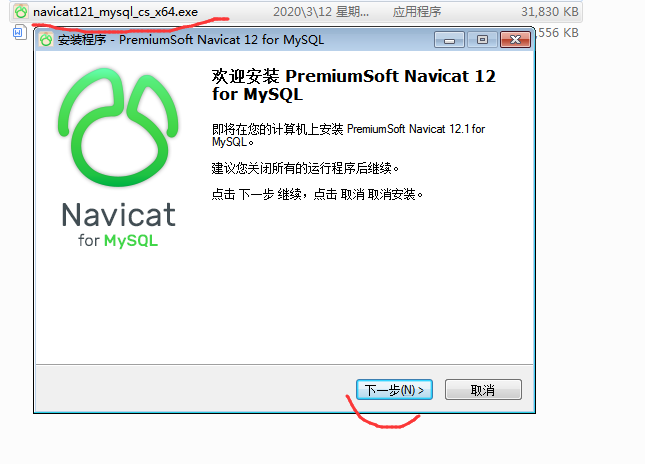 navicat121_mysql_cs_x64.exe 2020\3\12 星期... 应用程序 31,830 KB
,556 KB
安装程序 - PremiumSoft Navicat 12 for MySQL
欢迎安装 PremiumSoft Navicat 12
for MySQL
即将在您的计算机上安装 PremiumSoft Navicat 12.1 for
MySQL。
建议您关闭所有的运行程序后继续。
点击 下一步 继续，点击 取消 取消安装。
Navicat
for MySQL
下一步(N) >
取消